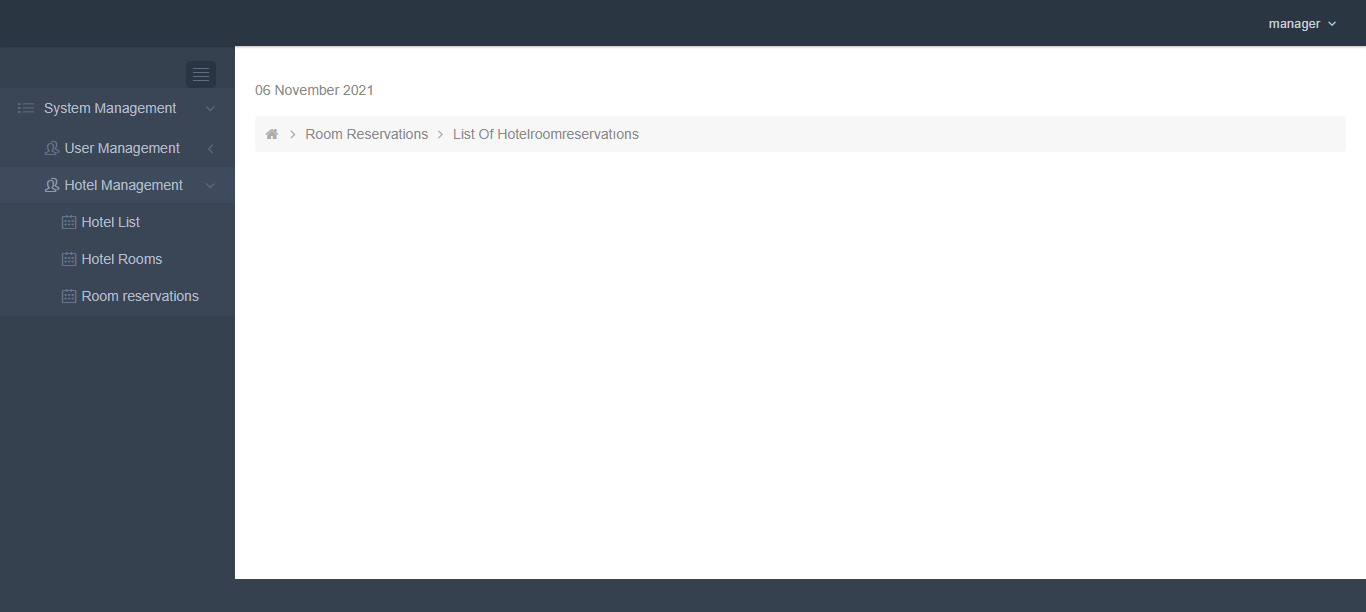 manager
System Management
User Management
Hotel Management
Hotel List
Hotel Rooms
Room reservations
06 November 2021
Room Reservations > List Of Hotelroomreservatıons